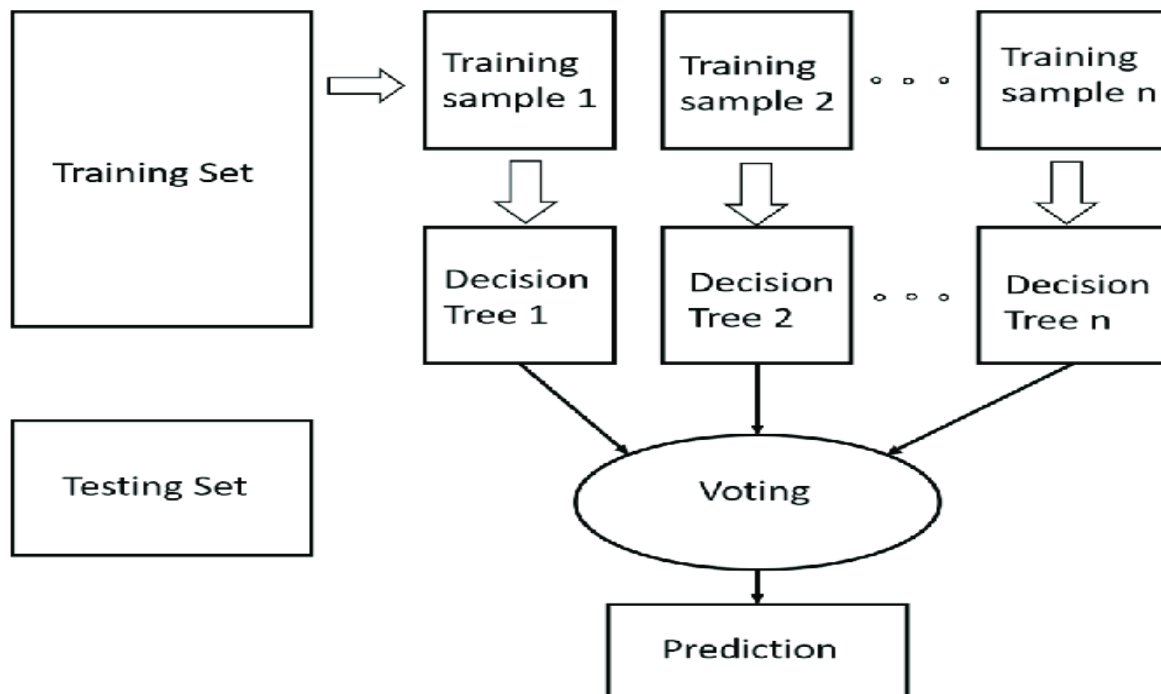 Training Set
Training
sample 1
Training
sample 2
Training
sample n
Decision
Tree 1
Decision
Tree 2
Decision
Tree n
Testing Set
Voting
Prediction